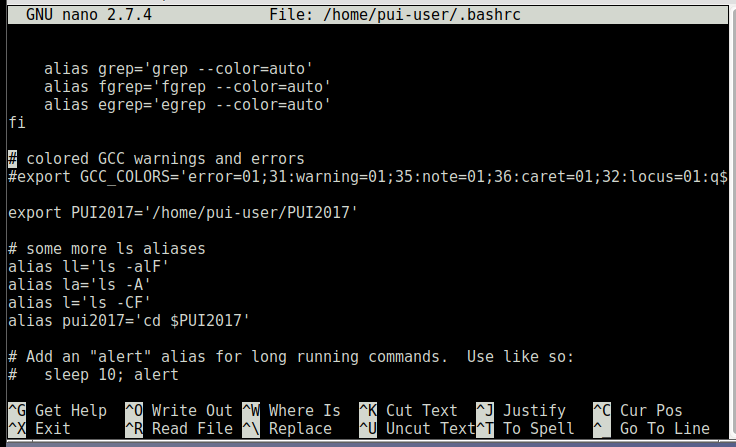 GNU nano 2.7.4 File: /home/pui-user/.bashrc
alias grep='grep --color=auto'
alias fgrep='fgrep --color=auto'
alias egrep='egrep --color=auto'
fi
# colored GCC warnings and errors
#export GCC_COLORS='error=01;31:warning=01;35:note=01;36:caret=01;32:locus=01:q$
export PUI2017='/home/pui-user/PUI2017'
# some more ls aliases
alias ll='ls -alF'
alias la='ls -A'
alias l='ls -CF'
alias pui2017='cd $PUI2017'
# Add an "alert" alias for long running commands.  Use like so:
#   sleep 10; alert
^G Get Help ^O Write Out ^W Where Is ^K Cut Text ^J Justify ^C Cur Pos
^X Exit ^R Read File ^\ Replace ^U Uncut Text ^T To Spell ^_ Go To Line